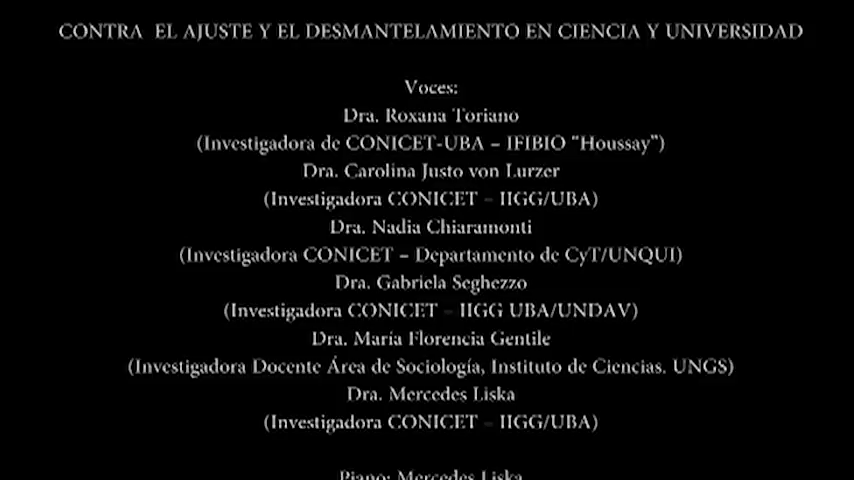 CONTRA EL AJUSTE Y EL DESMANTELAMIENTO EN CIENCIA Y UNIVERSIDAD
Voces:
Dra. Roxana Toriano
(Investigadora de CONICET-UBA – IFIBIO “Houssay”)
Dra. Carolina Justo von Lurzer
(Investigadora CONICET – IIGG/UBA)
Dra. Nadia Chiaramonti
(Investigadora CONICET – Departamento de CyT/UNQUI)
Dra. Gabriela Seghezzo
(Investigadora CONICET – IIGG UBA/UNDAV)
Dra. María Florencia Gentile
(Investigadora Docente Área de Sociología, Instituto de Ciencias. UNGS)
Dra. Mercedes Liska
(Investigadora CONICET – IIGG/UBA)
Piano: Mercedes Liska